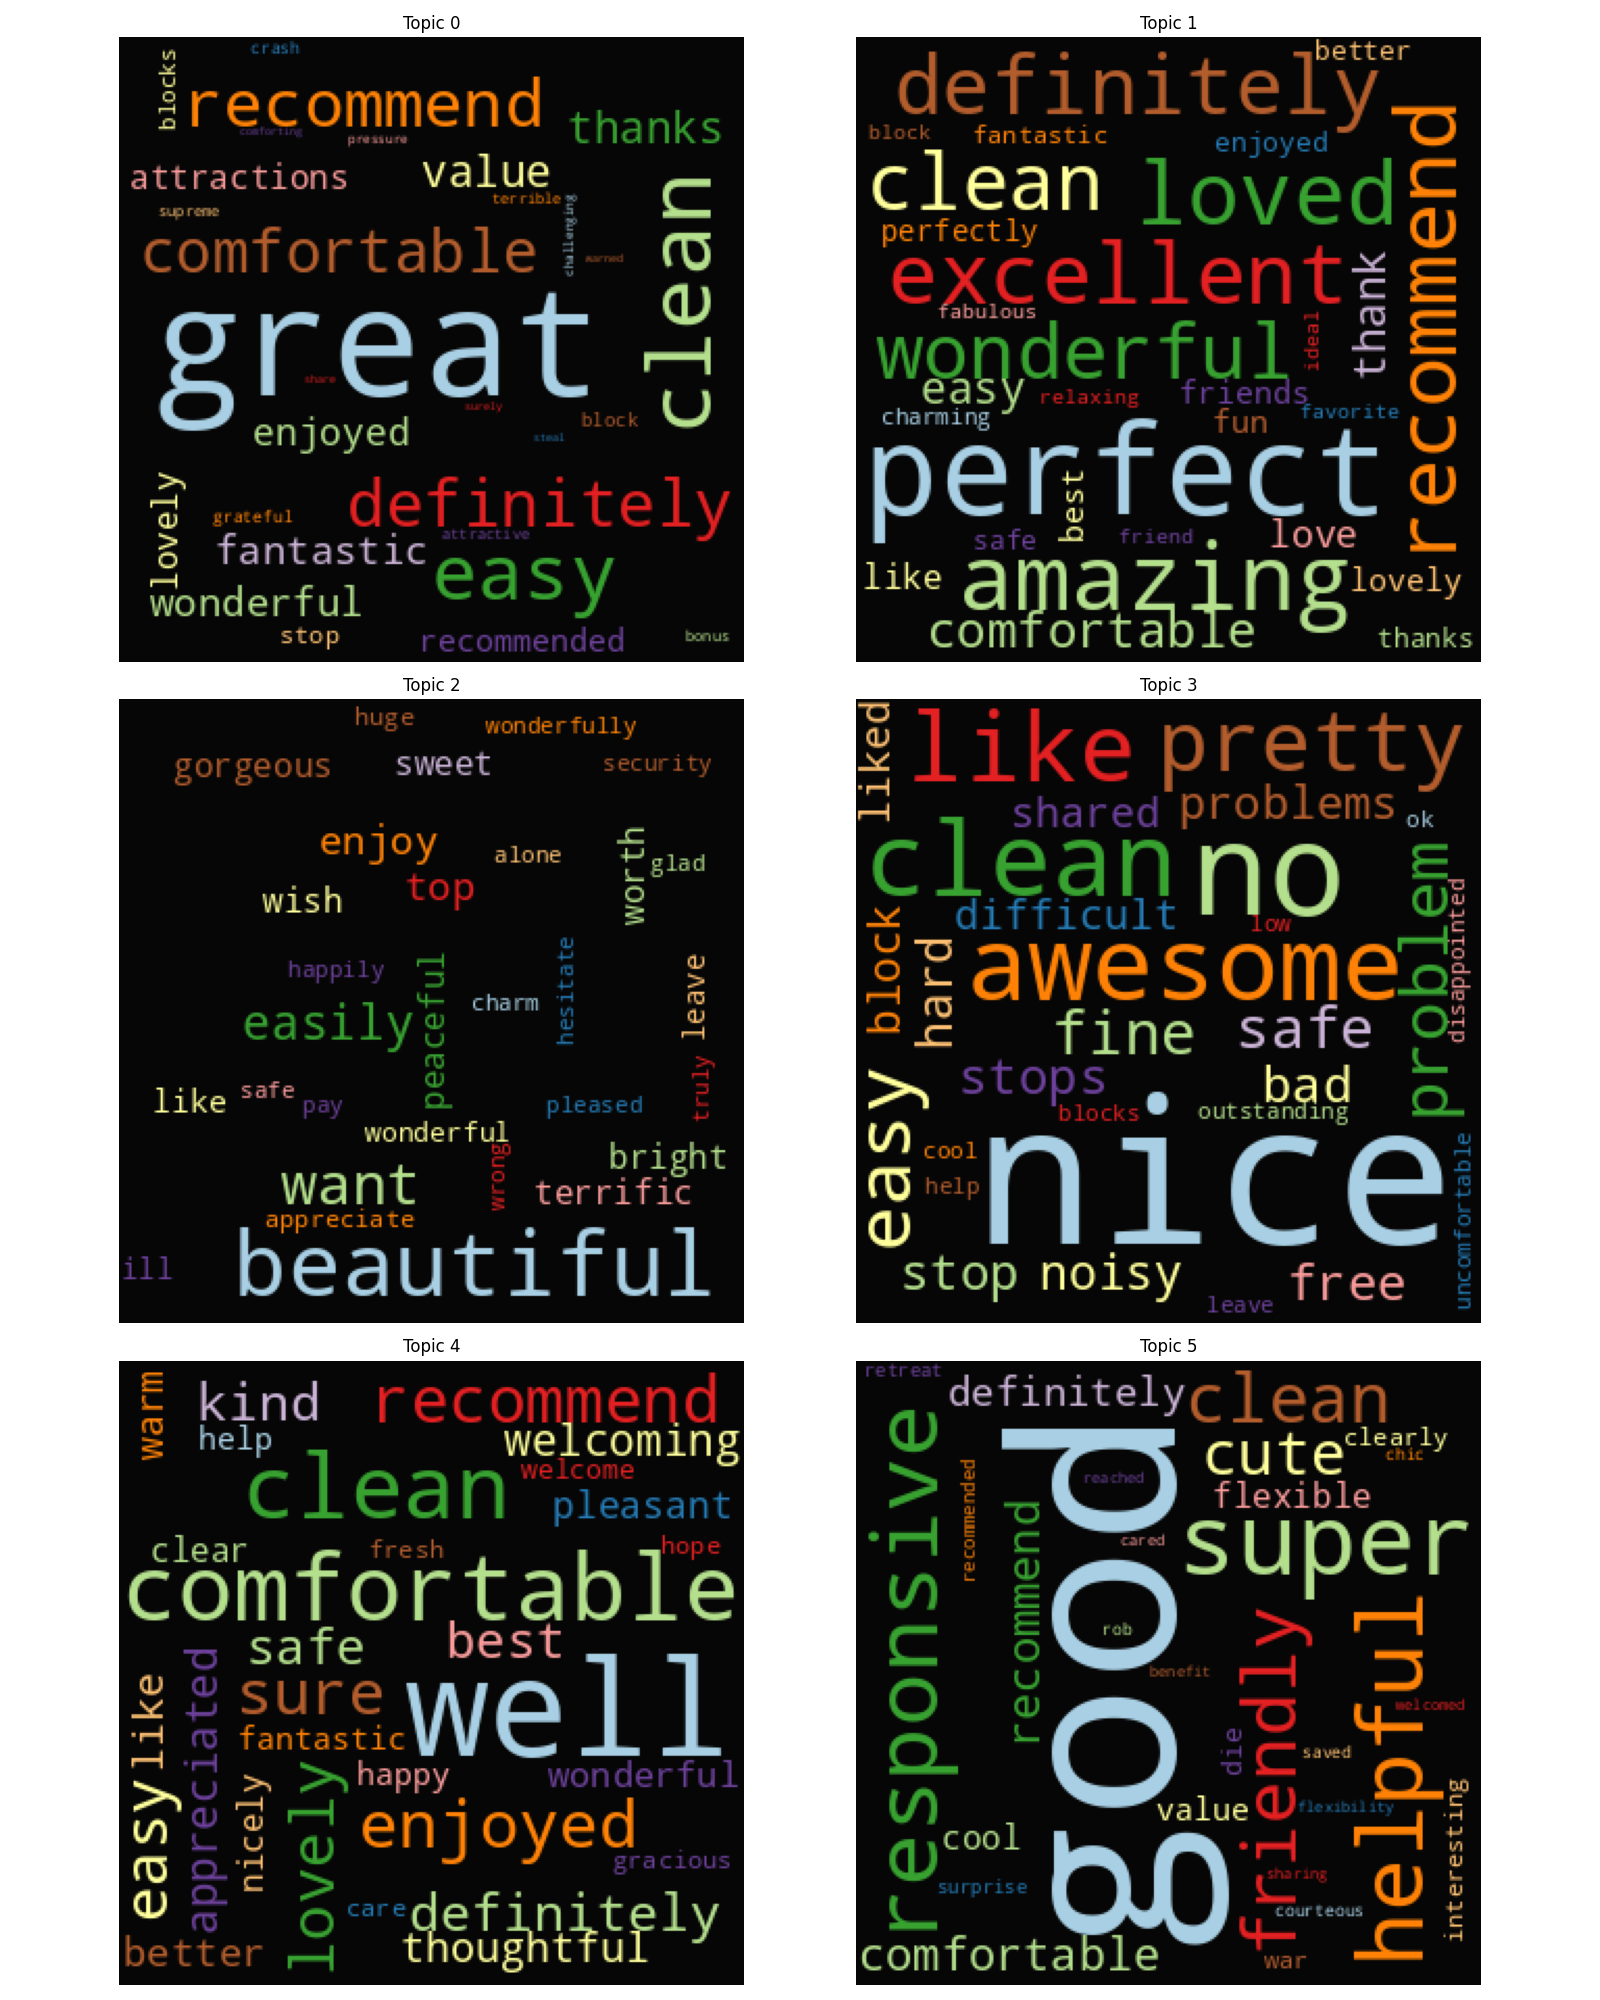 Topic 0
crash
blocks
recommend
thanks
comforting
pressure
attractions
value
clean
terrible
supreme
challenging
comfortable
warned
great
share
surely
enjoyed
block
steal
lovely
definitely
grateful
attractive
fantastic
easy
wonderful
stop
recommended
bonus
Topic 1
better
definitely
recommend
block
fantastic
enjoyed
clean
loved
perfectly
excellent
thank
fabulous
ideal
wonderful
easy
relaxing
friends
charming
fun
favorite
perfect
best
safe
friend
love
like
amazing
lovely
comfortable
thanks
Topic 2
huge
wonderfully
gorgeous
sweet
security
enjoy
alone
worth
glad
top
wish
happily
peaceful
charm
hesitate
leave
easily
like
safe
pay
pleased
truly
wonderful
wrong
bright
want
terrific
appreciate
beautiful
ill
Topic 3
liked
like
pretty
shared
problems
ok
clean
no
problem
disappointed
block
difficult
low
hard
awesome
fine
safe
stops
bad
blocks
outstanding
easy
nice
cool
help
uncomfortable
stop
noisy
free
leave
Topic 4
warm
kind
recommend
help
welcoming
clean
welcome
pleasant
clear
fresh
hope
comfortable
safe
best
like
appreciated
sure
well
fantastic
easy
nicely
lovely
happy
wonderful
enjoyed
gracious
care
definitely
better
thoughtful
Topic 5
retreat
definitely
clean
responsive
good
cute
clearly
chic
recommended
reached
flexible
recommend
super
cared
helpful
friendly
rob
benefit
welcomed
die
saved
value
flexibility
interesting
cool
sharing
surprise
courteous
comfortable
war